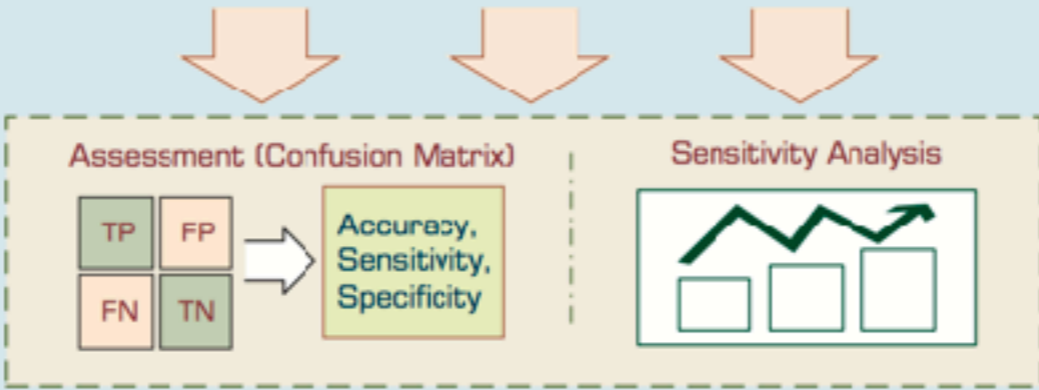 Assessment (Confusion Matrix)
TP FP
FN TN
Accuracy,
Sensitivity,
Specificity
Sensitivity Analysis